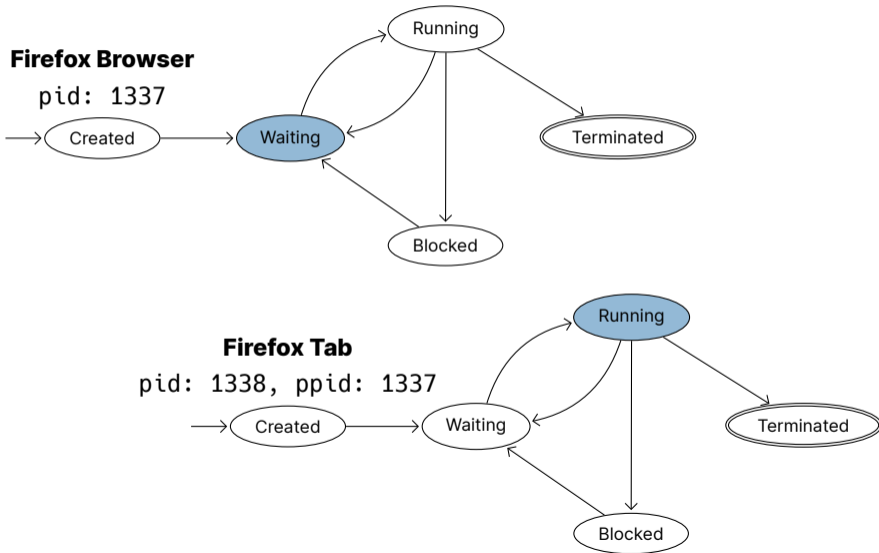 Running
Firefox Browser
pid: 1337
Created
Waiting
Terminated
Blocked
Running
Firefox Tab
pid: 1338, ppid: 1337
Created
Waiting
Terminated
Blocked